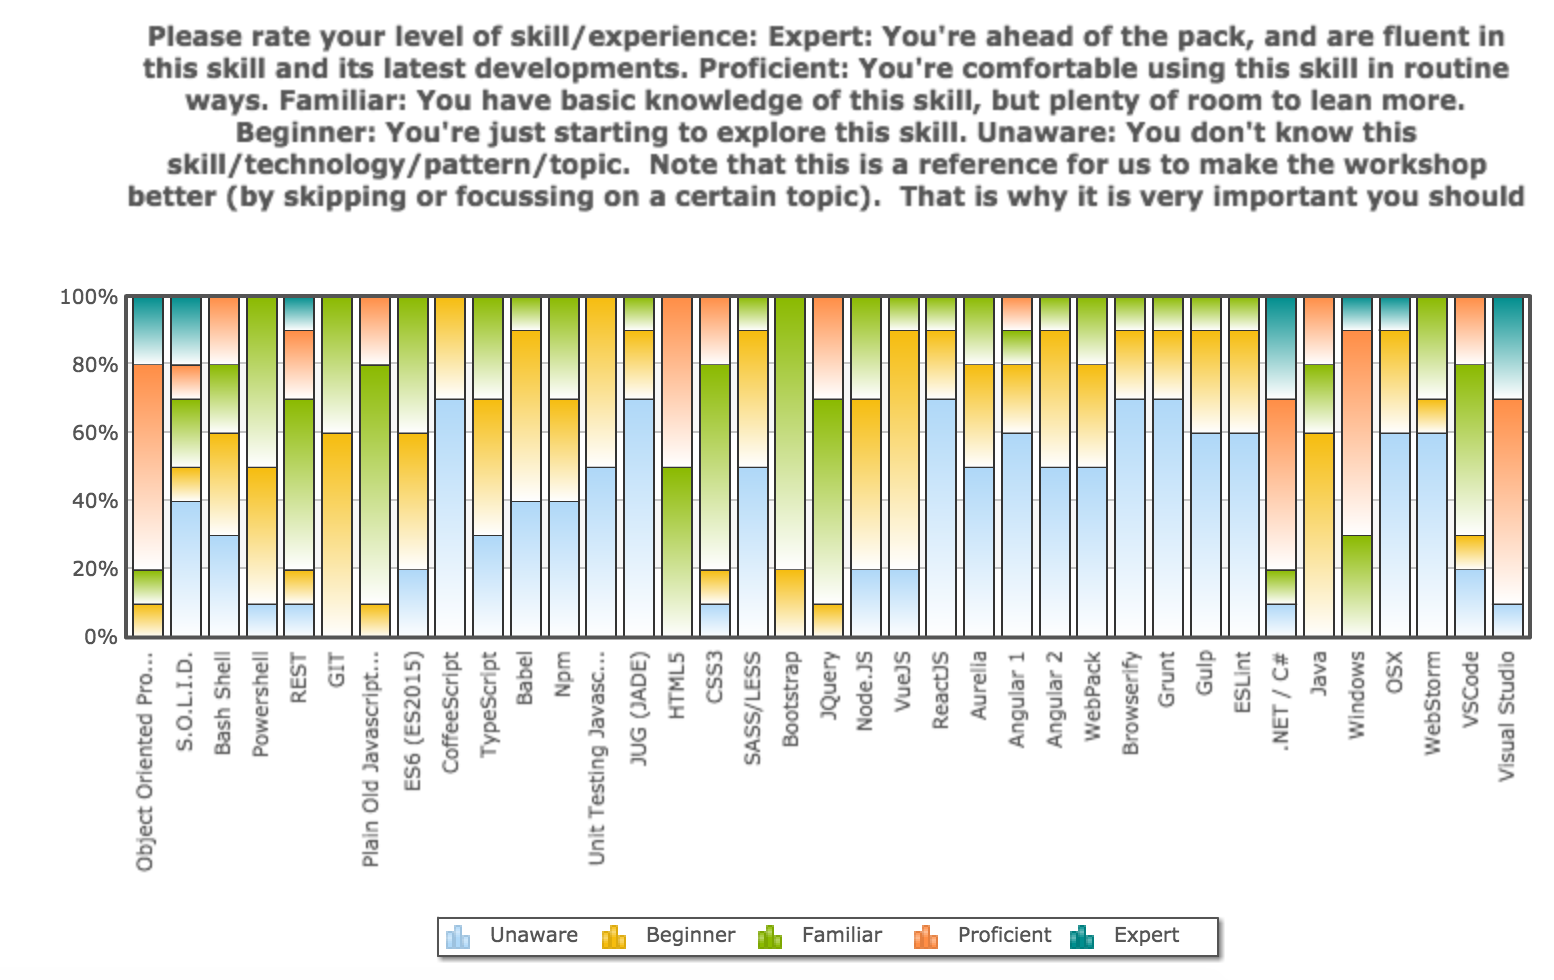 Please rate your level of skill/experience: Expert: You're ahead of the pack, and are fluent in
this skill and its latest developments. Proficient: You're comfortable using this skill in routine
ways. Familiar: You have basic knowledge of this skill, but plenty of room to lean more.
Beginner: You're just starting to explore this skill. Unaware: You don't know this
skill/technology/pattern/topic.  Note that this is a reference for us to make the workshop
better (by skipping or focussing on a certain topic).  That is why it is very important you should
100%
80%
60%
40%
20%
0%
Object Oriented Pro...
S.O.L.I.D.
Bash Shell
Powershell
REST
GIT
Plain Old Javascript...
ES6 (ES2015)
CoffeeScript
TypeScript
Babel
Npm
Unit Testing Javasc...
JUG (JADE)
HTML5
CSS3
SASS/LESS
Bootstrap
JQuery
Node.JS
VueJS
ReactJS
Aurelia
Angular 1
Angular 2
WebPack
Browserify
Grunt
Gulp
ESLint
.NET / C#
Java
Windows
OSX
WebStorm
VSCode
Visual Studio
Unaware
Beginner
Familiar
Proficient
Expert